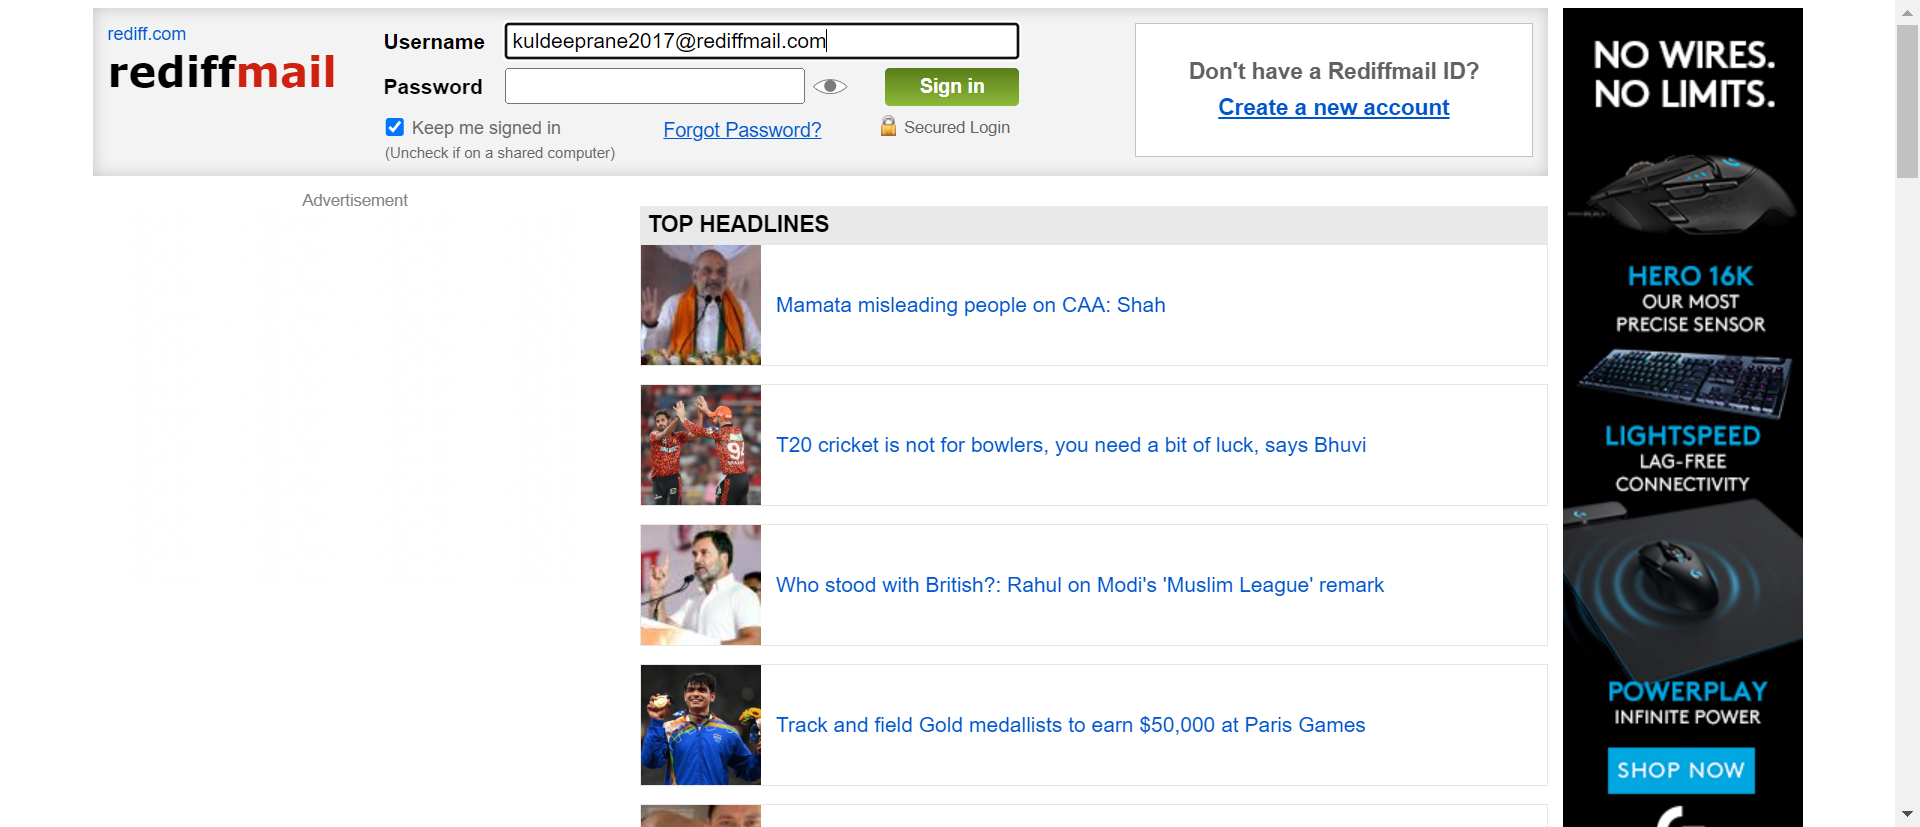 rediff.com
rediffmail
Username
kuldeeprane2017@rediffmail.com
Password
Sign in
Keep me signed in
(Uncheck if on a shared computer)
Forgot Password?
Secured Login
Don't have a Rediffmail ID?
Create a new account
Advertisement
TOP HEADLINES
Mamata misleading people on CAA: Shah
T20 cricket is not for bowlers, you need a bit of luck, says Bhuvi
Who stood with British?: Rahul on Modi's 'Muslim League' remark
Track and field Gold medallists to earn $50,000 at Paris Games
NO WIRES.
NO LIMITS.
HERO 16K
OUR MOST
PRECISE SENSOR
LIGHTSPEED
LAG-FREE
CONNECTIVITY
POWERPLAY
INFINITE POWER
SHOP NOW